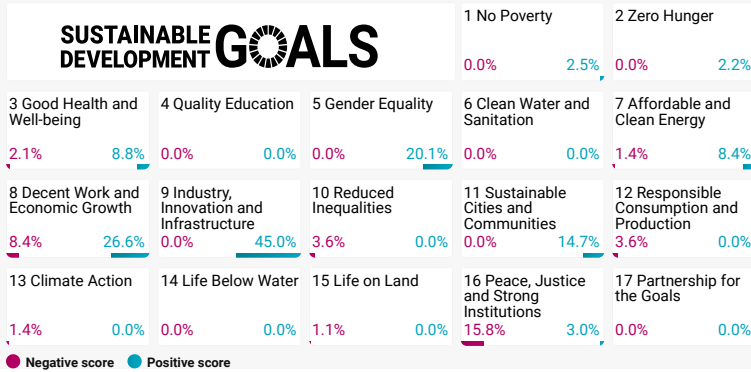 SUSTAINABLE
DEVELOPMENT
GOALS
1 No Poverty
0.0% 2.5%
2 Zero Hunger
0.0% 2.2%
3 Good Health and
Well-being
2.1% 8.8%
4 Quality Education
0.0% 0.0%
5 Gender Equality
0.0% 20.1%
6 Clean Water and
Sanitation
0.0% 0.0%
7 Affordable and
Clean Energy
1.4% 8.4%
8 Decent Work and
Economic Growth
8.4% 26.6%
9 Industry,
Innovation and
Infrastructure
0.0% 45.0%
10 Reduced
Inequalities
3.6% 0.0%
11 Sustainable
Cities and
Communities
0.0% 14.7%
12 Responsible
Consumption and
Production
3.6% 0.0%
13 Climate Action
1.4% 0.0%
14 Life Below Water
0.0% 0.0%
15 Life on Land
1.1% 0.0%
16 Peace, Justice
and Strong
Institutions
15.8% 3.0%
17 Partnership for
the Goals
0.0% 0.0%
Negative score Positive score